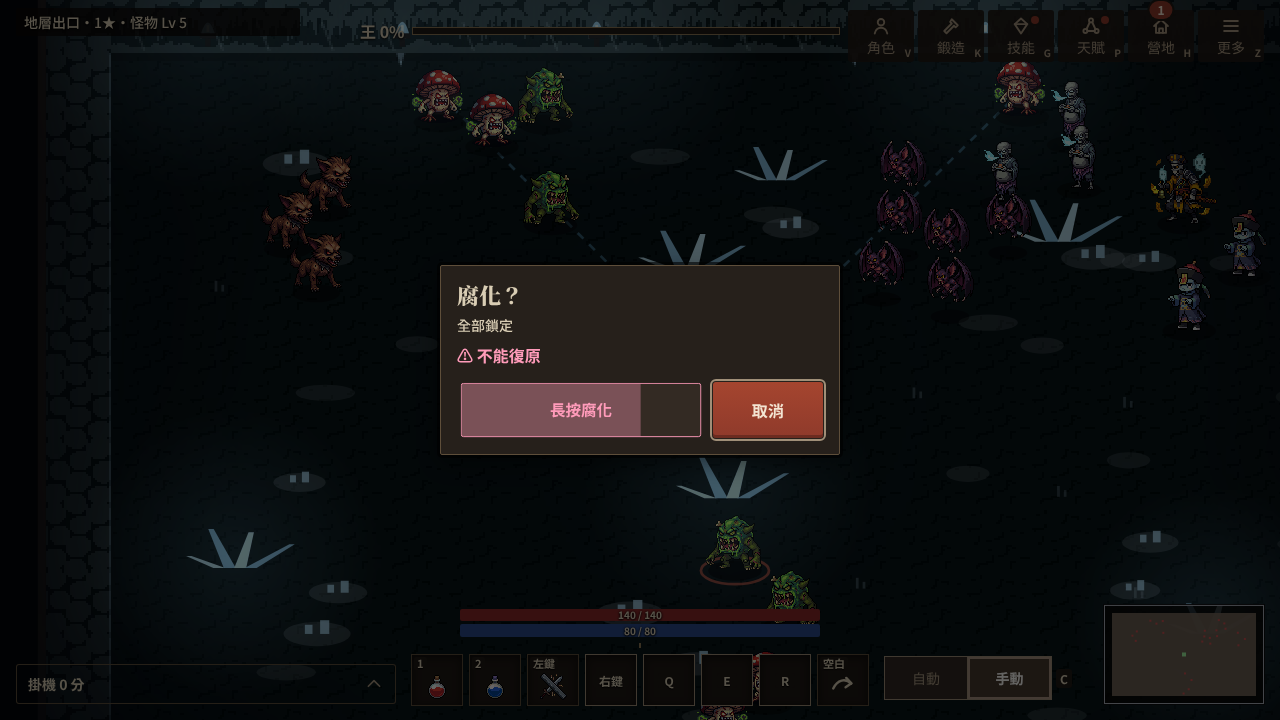 地層出口・1★・怪物 Lv 5
王 0%
角色 V
鍛造 K
技能 G
天賦 P
1
營地 H
更多 Z
腐化？
全部鎖定
不能復原
長按腐化
取消
140 / 140
80 / 80
掛機 0 分
1
2
左鍵
右鍵
Q
E
R
空白
自動
手動
C